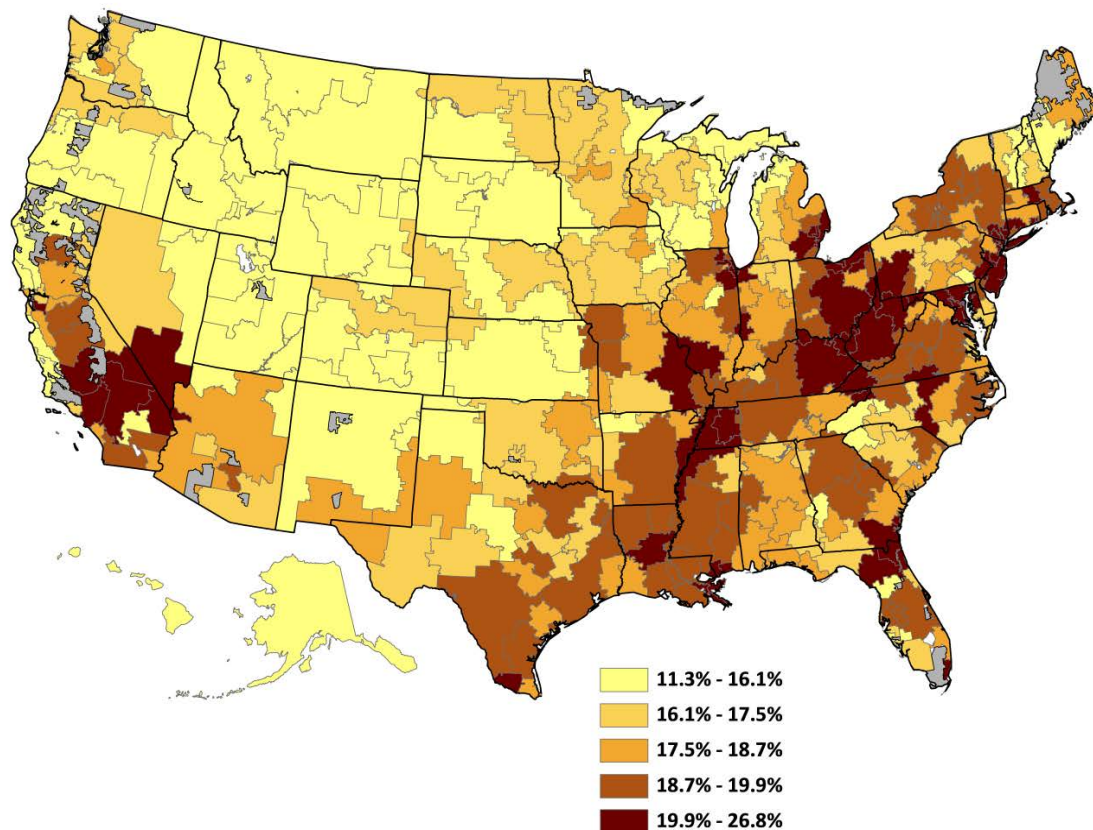 11.3% - 16.1%
16.1% - 17.5%
17.5% - 18.7%
18.7% - 19.9%
19.9% - 26.8%